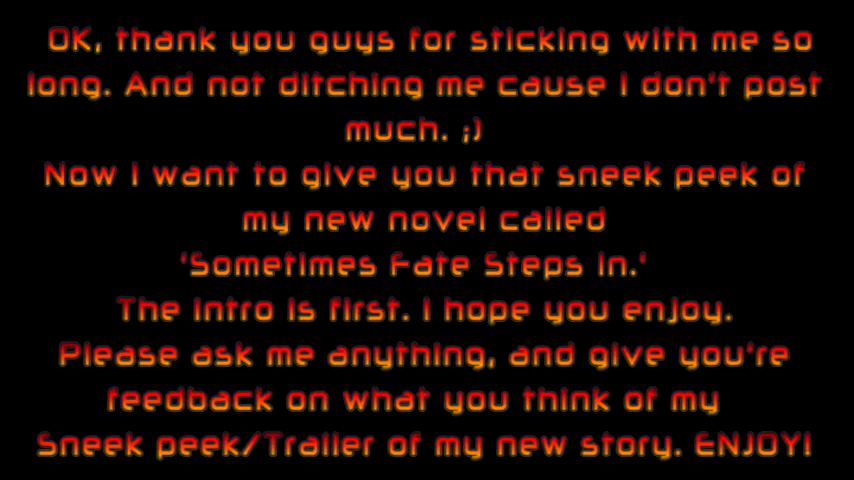 OK, thank you guys for sticking with me so
long. And not ditching me cause I don't post
much. ;)
Now I want to give you that sneek peek of
my new novel called
'Sometimes Fate Steps in.'
The intro is first. I hope you enjoy.
Please ask me anything, and give you're
feedback on what you think of my
Sneek peek/Trailer of my new story. ENJOY!